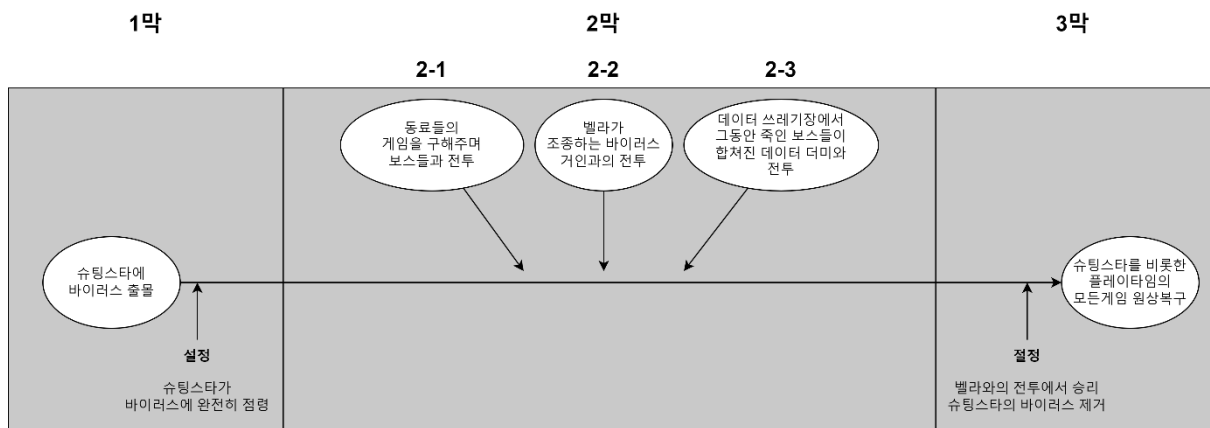 1막
2막
3막
2-1
2-2
2-3
동료들의
게임을 구해주며
보스들과 전투
벨라가
조종하는 바이러스
거인과의 전투
데이터 쓰레기장에서
그동안 죽인 보스들이
합쳐진 데이터 더미와
전투
슈팅스타에
바이러스 출몰
슈팅스타를 비롯한
플레이타임의
모든게임 원상복구
설정
슈팅스타가
바이러스에 완전히 점령
절정
벨라와의 전투에서 승리
슈팅스타의 바이러스 제거